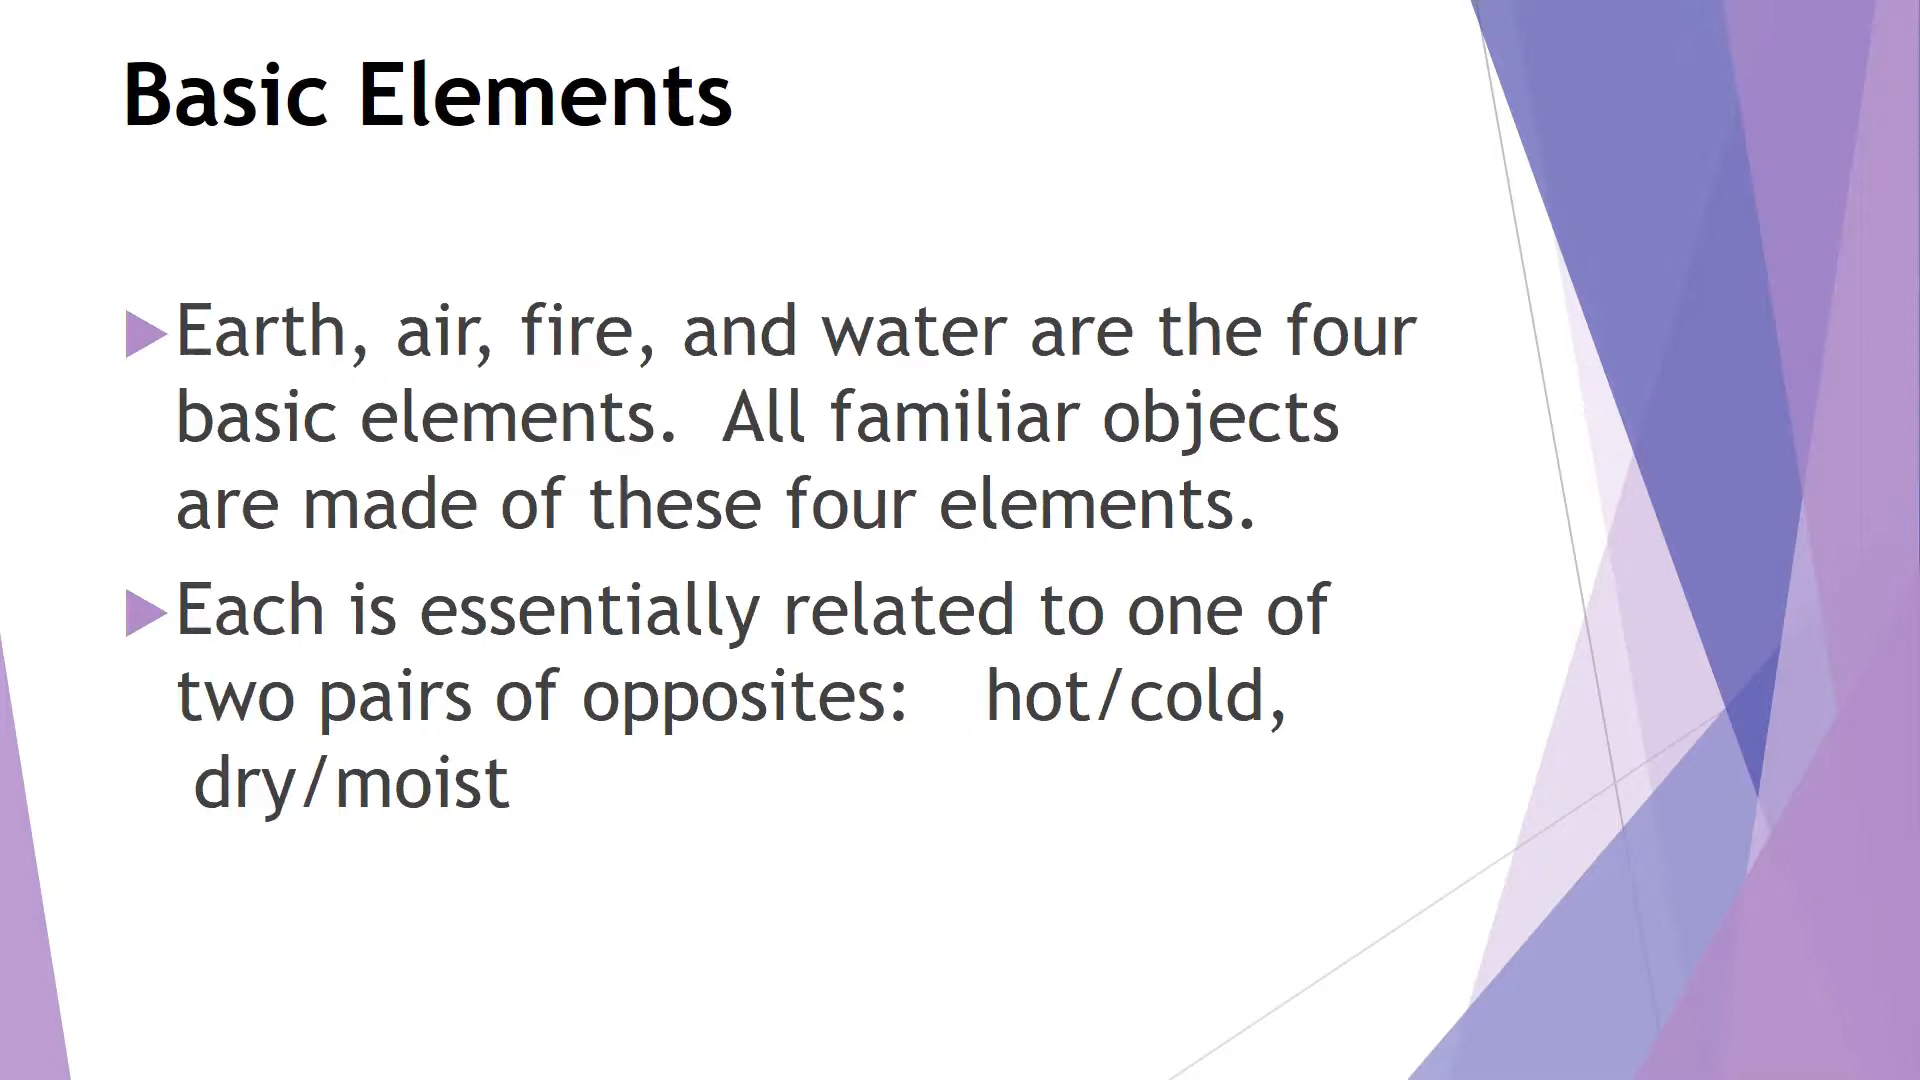 Basic Elements
Earth, air, fire, and water are the four
basic elements.  All familiar objects
are made of these four elements.
Each is essentially related to one of
two pairs of opposites:    hot/cold,
dry/moist